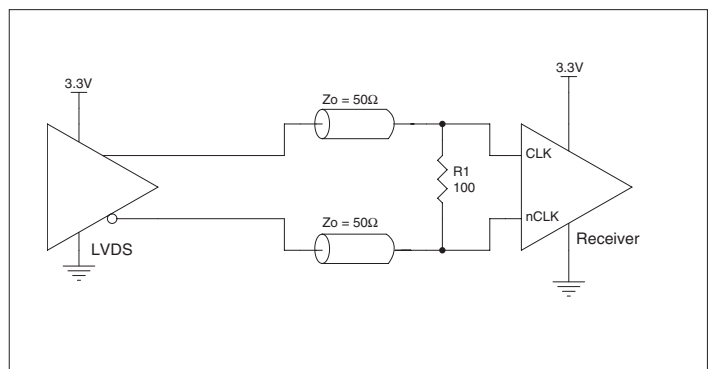 3.3V
Zo = 50Ω
3.3V
CLK
R1
100
nCLK
Zo = 50Ω
LVDS
Receiver